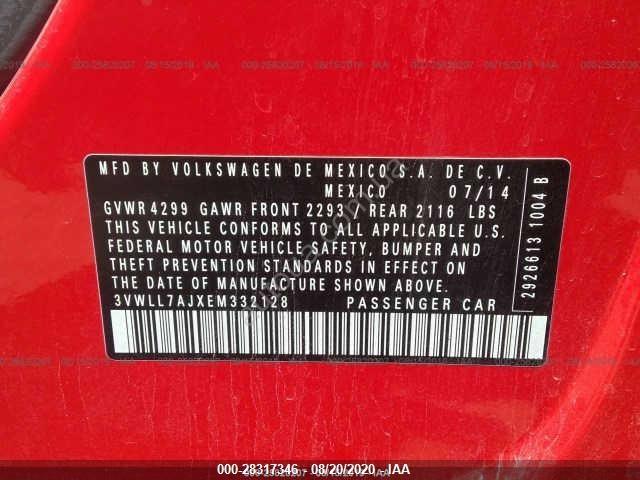 MFD BY VOLKSWAGEN DE MEXICO S.A. DE C.V.
MEXICO 07/14
GVWR 4299 GAWR FRONT 2293 - REAR 2116 LBS
THIS VEHICLE CONFORMS TO ALL APPLICABLE U.S.
FEDERAL MOTOR VEHICLE SAFETY, BUMPER AND
THEFT PREVENTION STANDARDS IN EFFECT ON
THE DATE OF MANUFACTURE SHOWN ABOVE.
3VWLL7AJXEM332128 PASSENGER CAR
2926613 1004 B
000-28317346 - 08/20/2020 - IAA